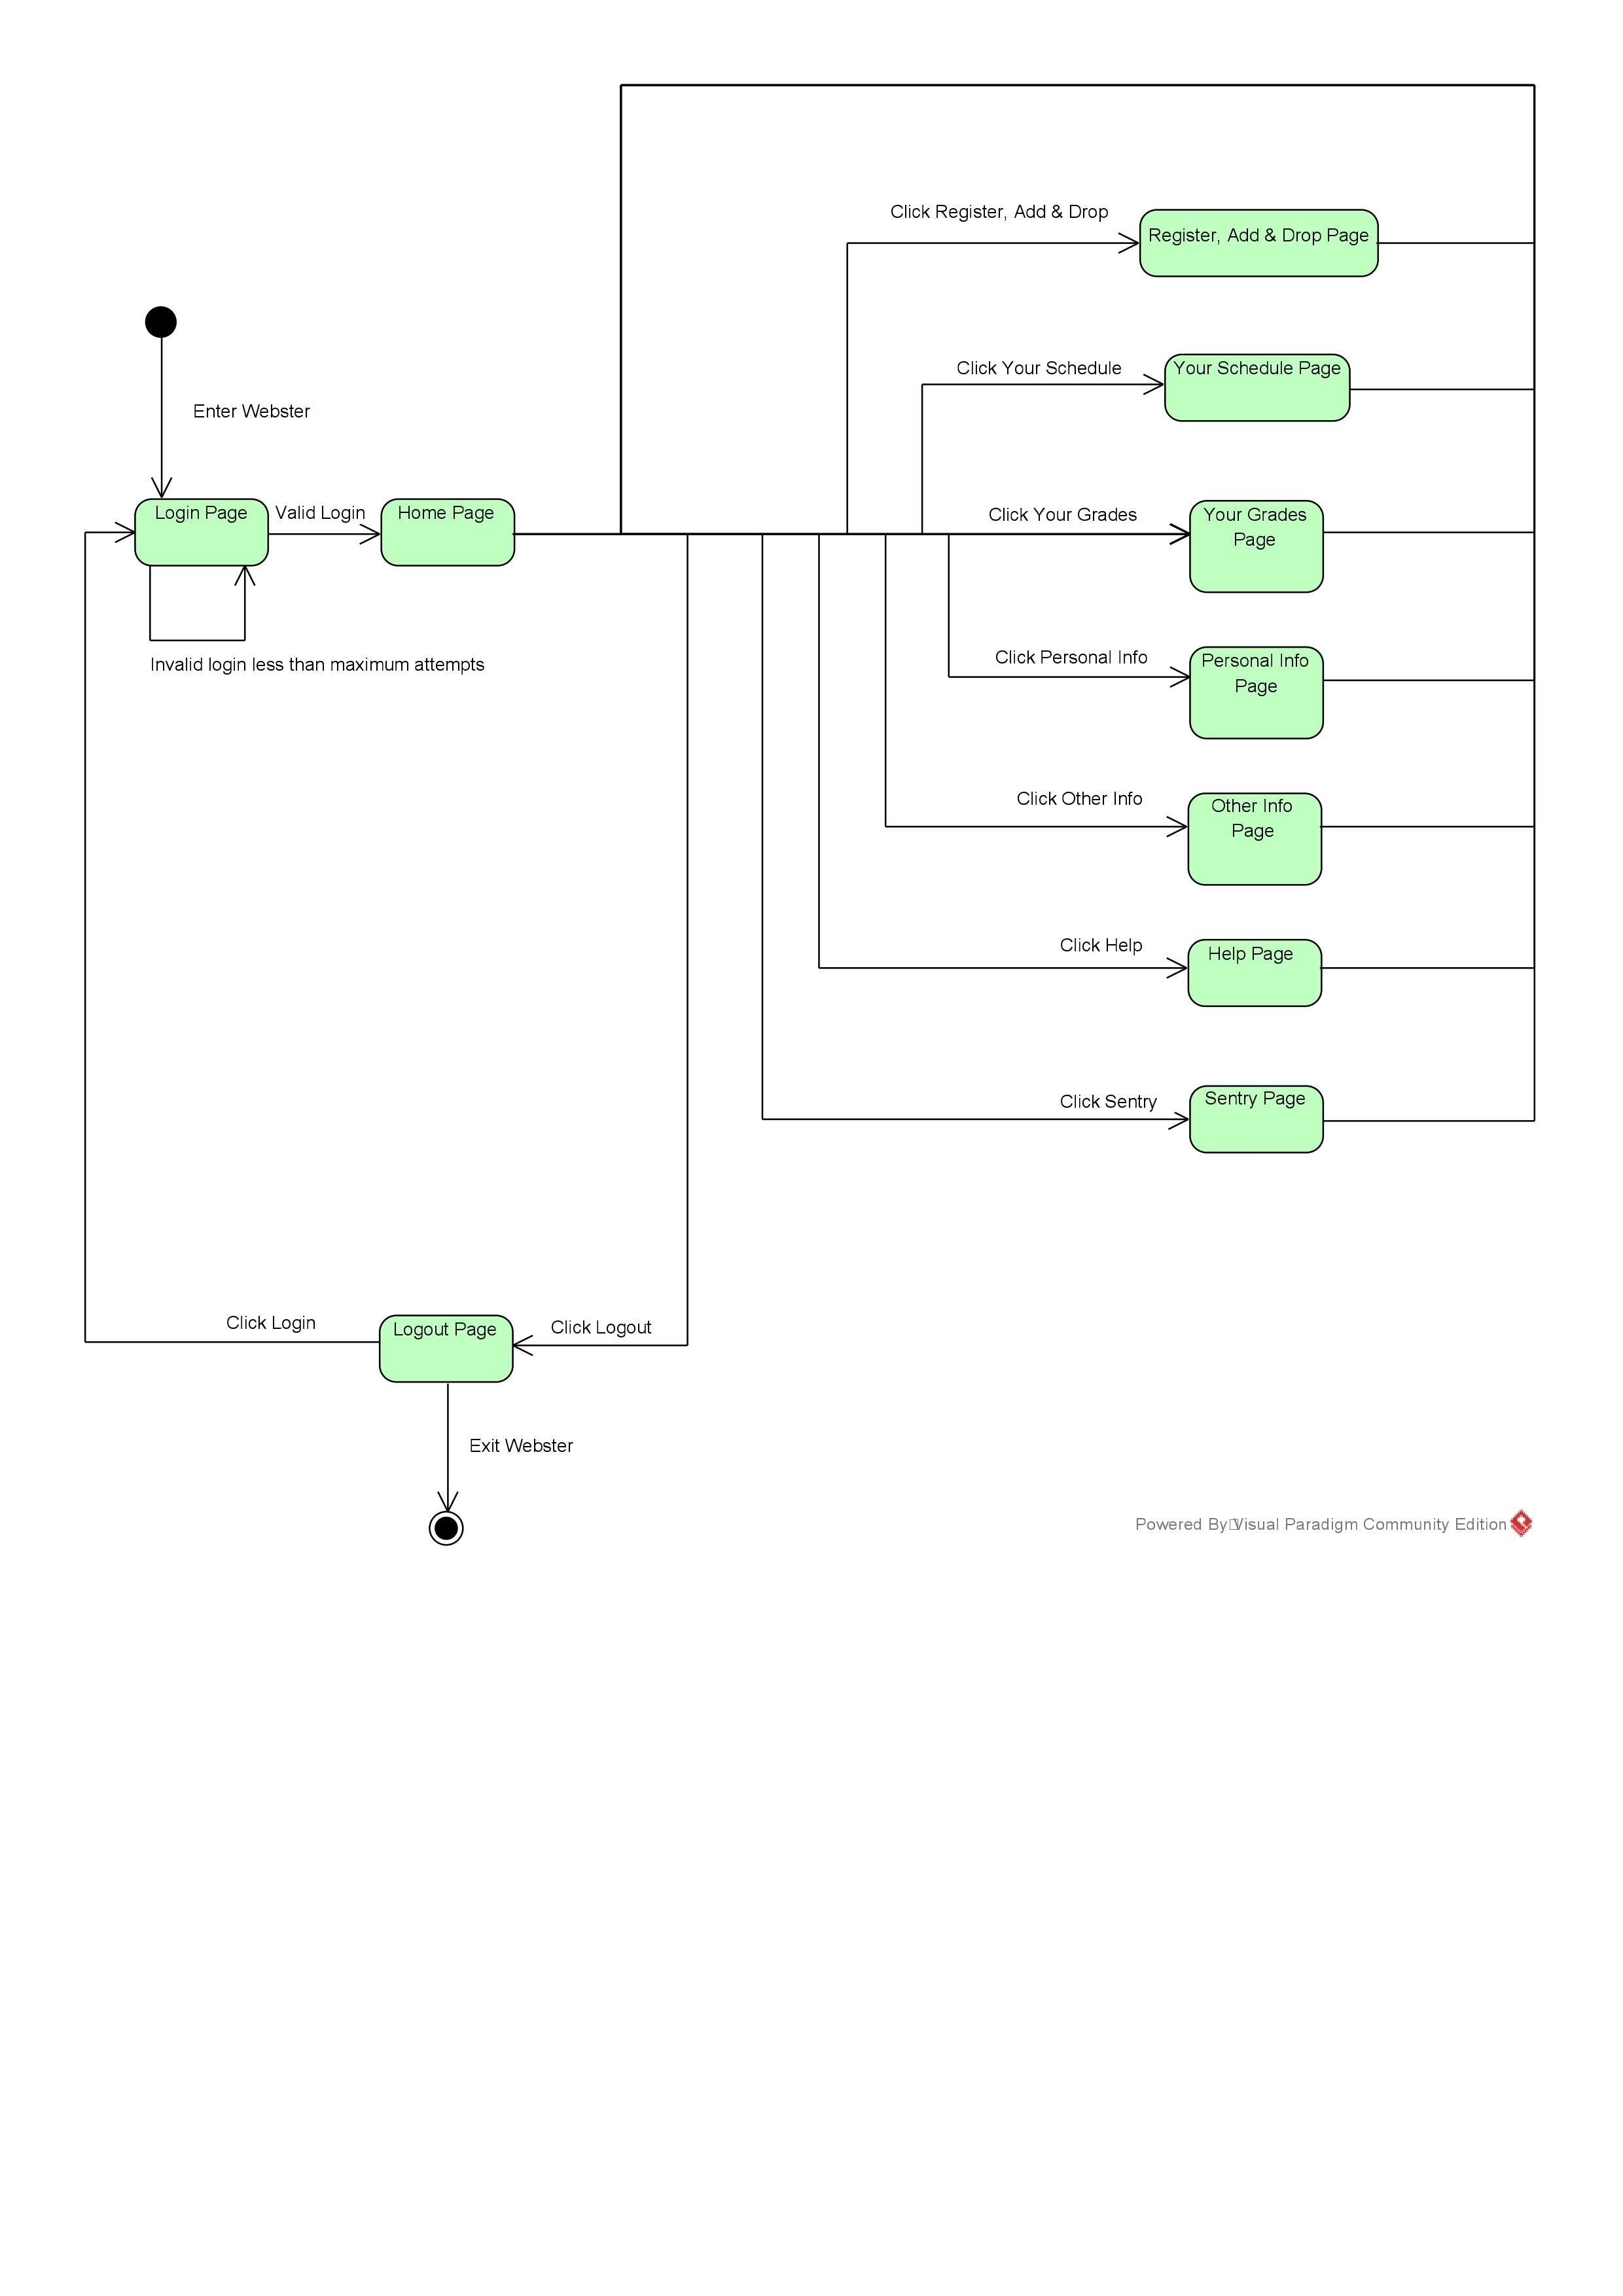 Click Register, Add & Drop
Register, Add & Drop Page
Click Your Schedule
Your Schedule Page
Enter Webster
Login Page
Valid Login
Home Page
Click Your Grades
Your Grades
Page
Invalid login less than maximum attempts
Click Personal Info
Personal Info
Page
Click Other Info
Other Info
Page
Click Help
Help Page
Click Sentry
Sentry Page
Click Login
Logout Page
Click Logout
Exit Webster
Powered By Visual Paradigm Community Edition